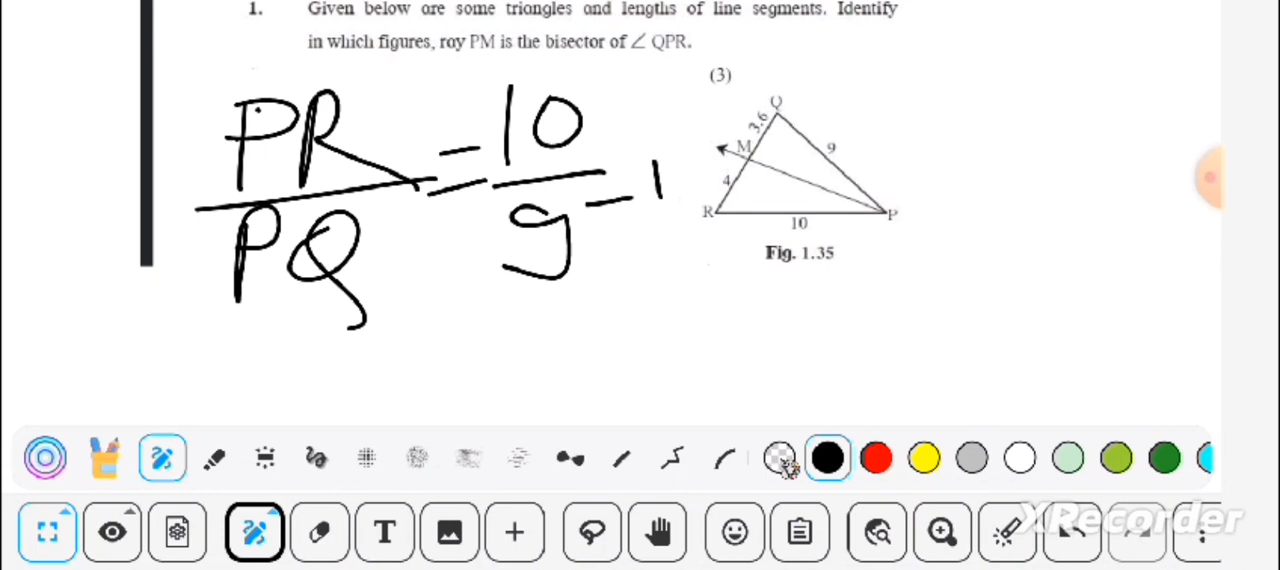 1. Given below are some triangles and lengths of line segments. Identify
in which figures, ray PM is the bisector of ∠ QPR.
(3)
PR = 10
PQ = 9 - 1
Q
3.6
M
9
4
R
P
10
Fig. 1.35
T
XRecorder